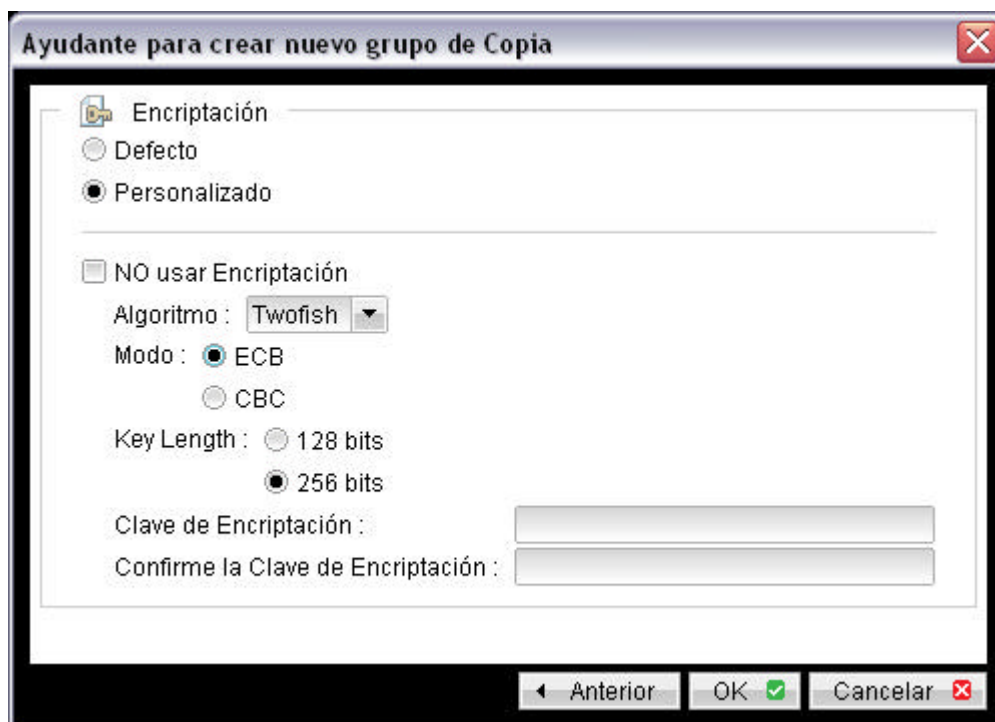 Ayudante para crear nuevo grupo de Copia
Encriptación
Defecto
Personalizado
NO usar Encriptación
Algoritmo : Twofish
Modo : ECB
CBC
Key Length : 128 bits
256 bits
Clave de Encriptación :
Confirme la Clave de Encriptación :
Anterior OK Cancelar